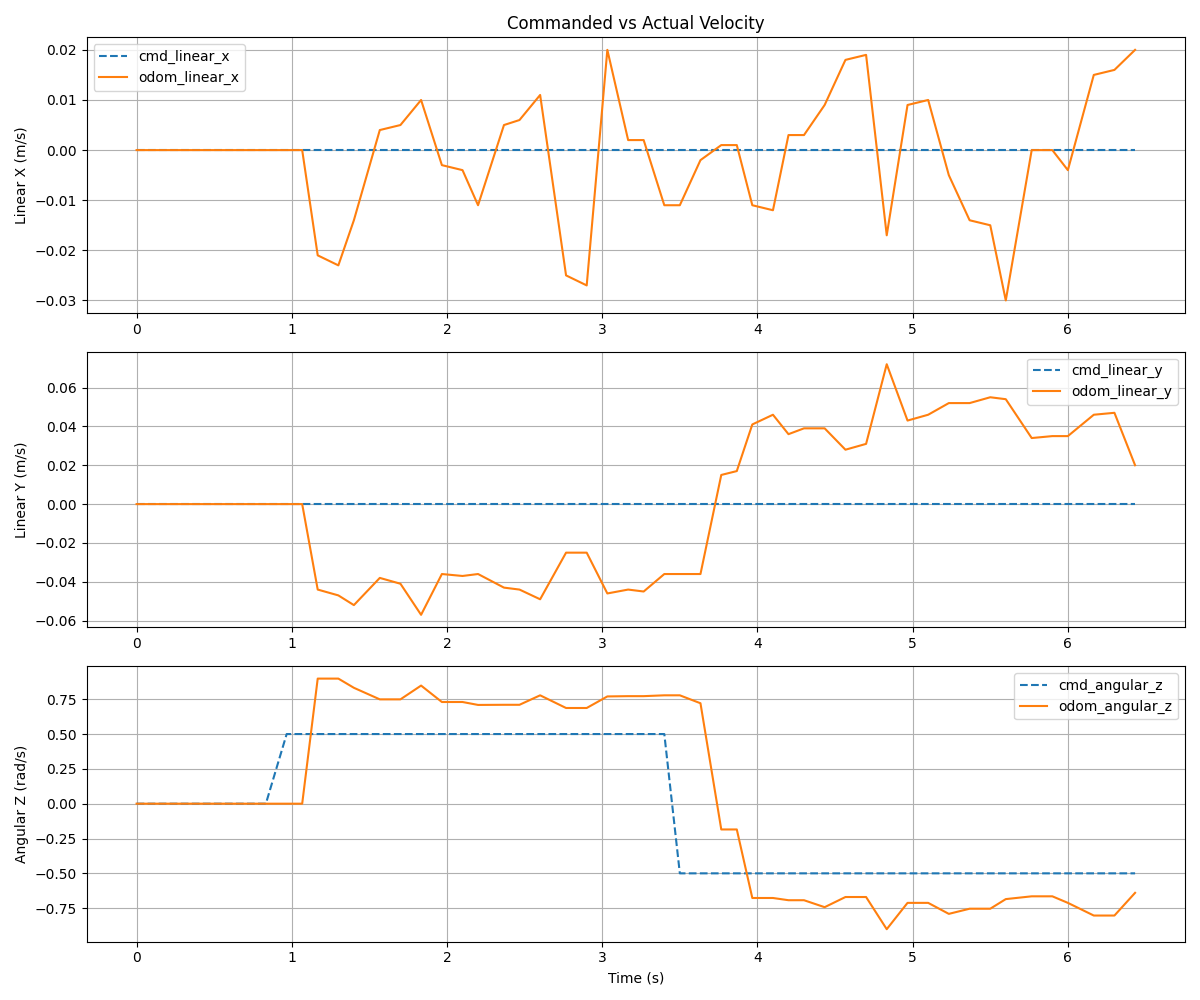 Commanded vs Actual Velocity
cmd_linear_x
odom_linear_x
Linear X (m/s)
0.02
0.01
0.00
−0.01
−0.02
−0.03
0 1 2 3 4 5 6
cmd_linear_y
odom_linear_y
Linear Y (m/s)
0.06
0.04
0.02
0.00
−0.02
−0.04
−0.06
0 1 2 3 4 5 6
cmd_angular_z
odom_angular_z
Angular Z (rad/s)
0.75
0.50
0.25
0.00
−0.25
−0.50
−0.75
0 1 2 3 4 5 6
Time (s)